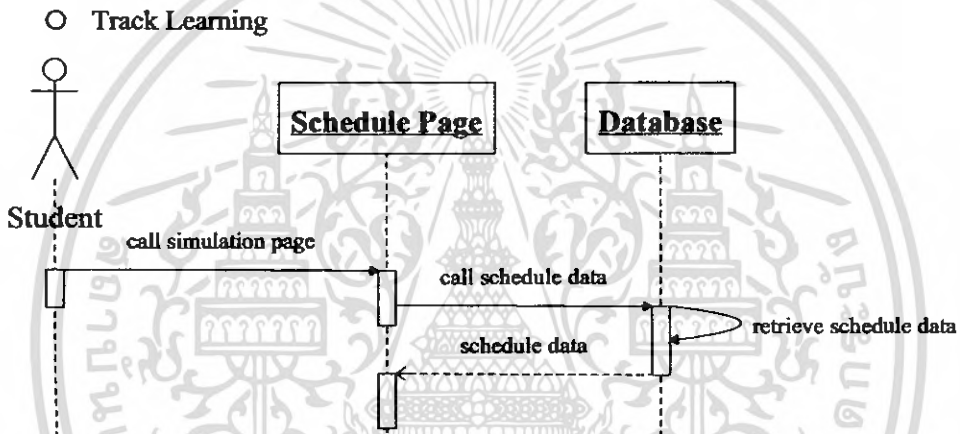 Track Learning
Schedule Page
Database
Student
call simulation page
call schedule data
retrieve schedule data
schedule data